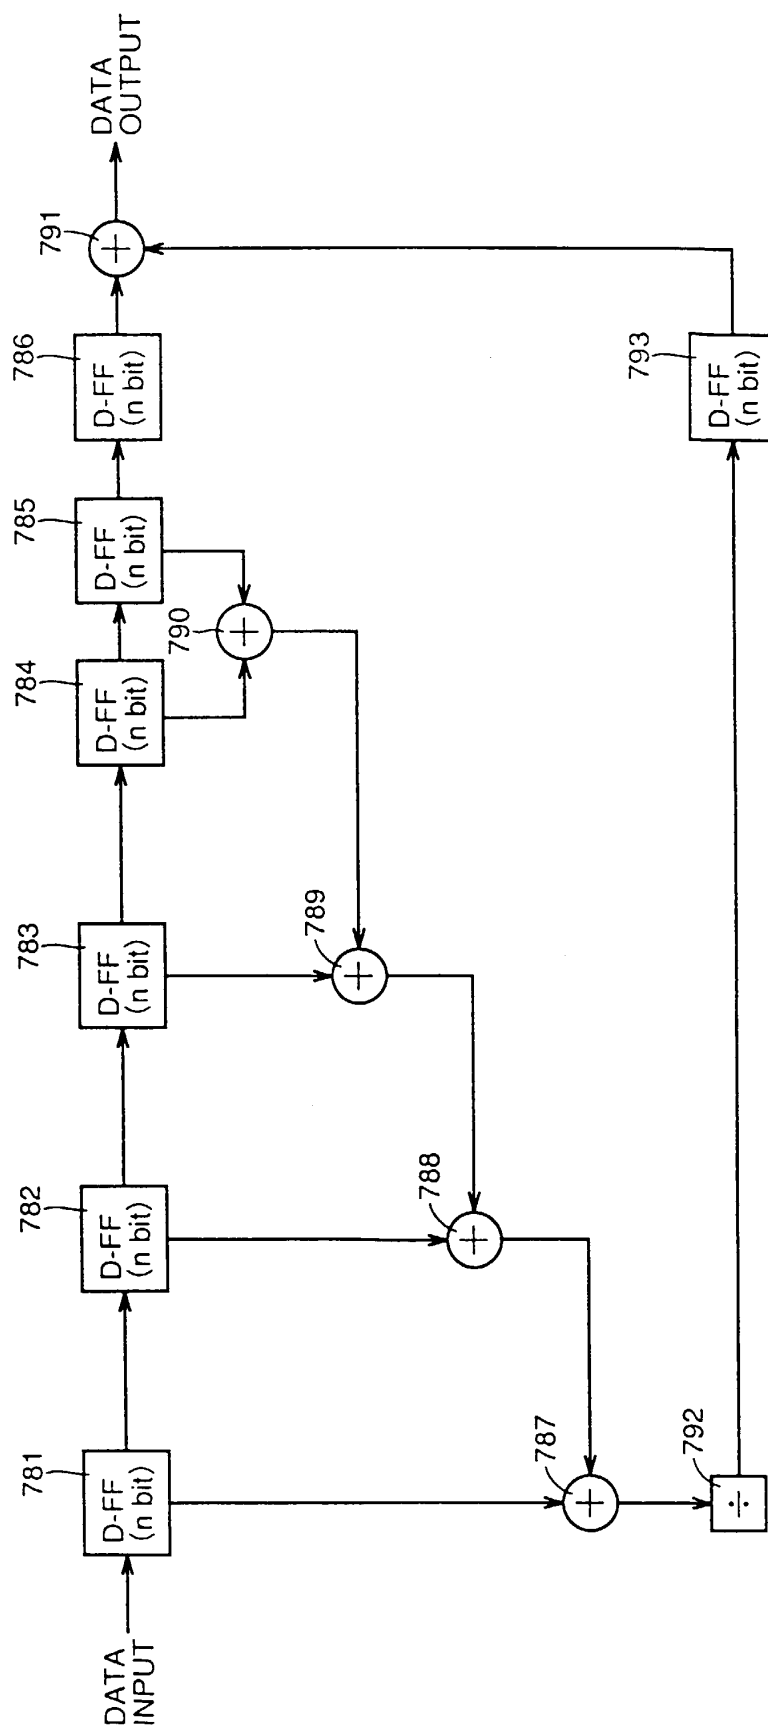 DATA
INPUT
781
D-FF
(n bit)
782
D-FF
(n bit)
783
D-FF
(n bit)
784
D-FF
(n bit)
785
D-FF
(n bit)
786
D-FF
(n bit)
791
+
DATA
OUTPUT
790
+
789
+
788
+
787
+
792
÷
793
D-FF
(n bit)